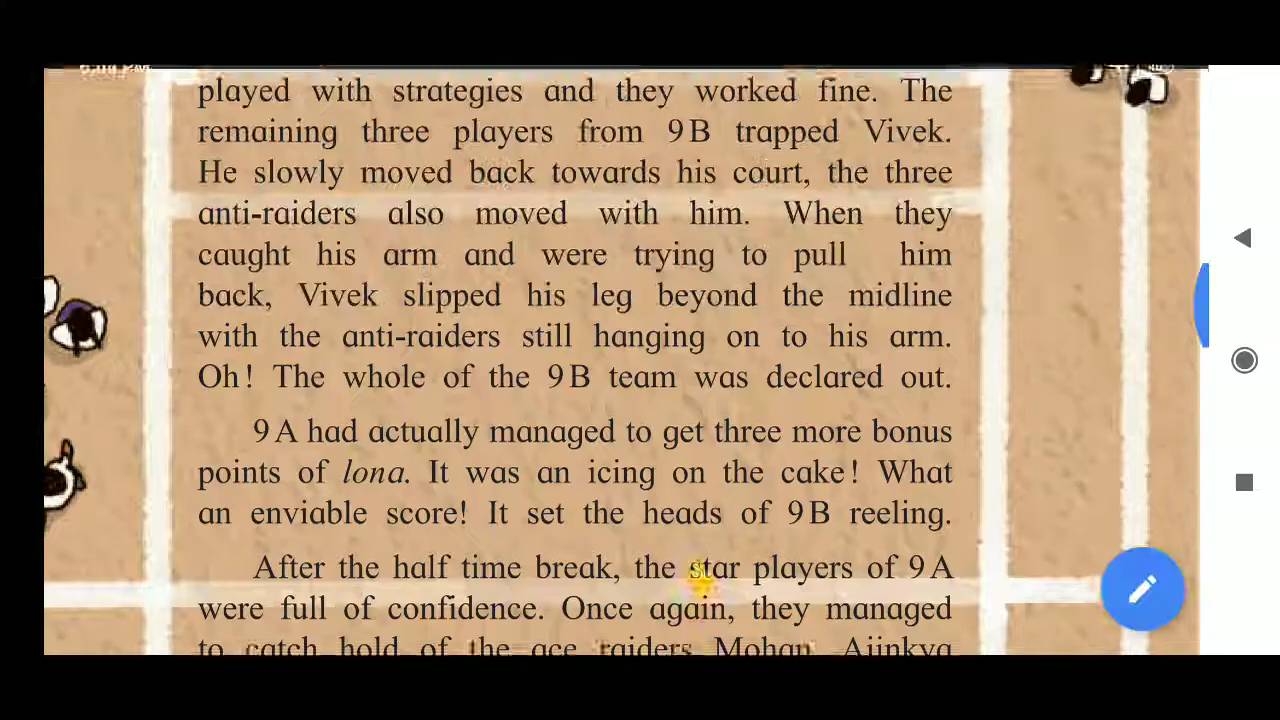 played with strategies and they worked fine. The
remaining three players from 9 B trapped Vivek.
He slowly moved back towards his court, the three
anti-raiders also moved with him. When they
caught his arm and were trying to pull him
back, Vivek slipped his leg beyond the midline
with the anti-raiders still hanging on to his arm.
Oh! The whole of the 9 B team was declared out.
9 A had actually managed to get three more bonus
points of lona. It was an icing on the cake! What
an enviable score! It set the heads of 9 B reeling.
After the half time break, the star players of 9 A
were full of confidence. Once again, they managed
to catch hold of the ace raiders Mohan, Ajinkya